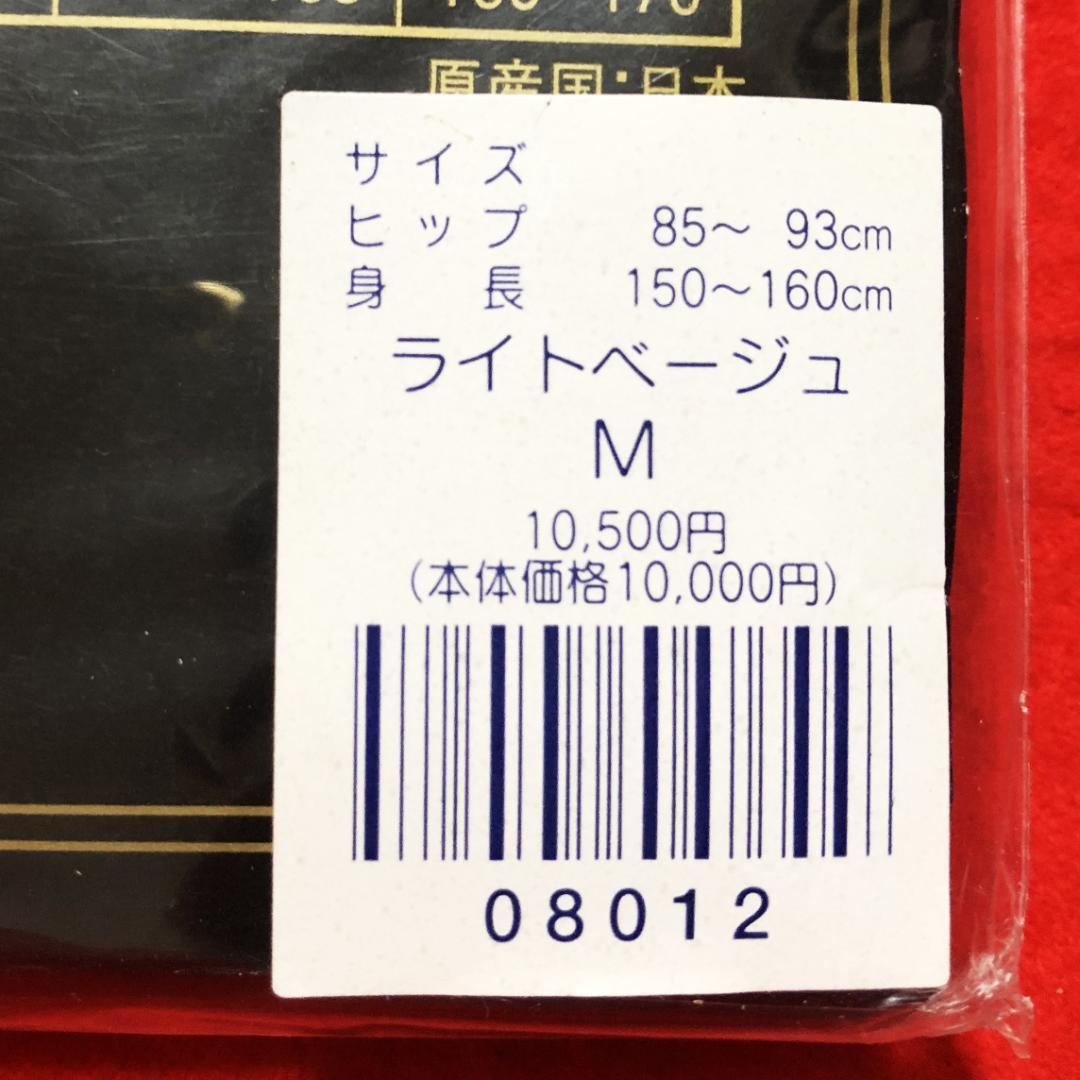 原産国:日本
サイズ
ヒップ 85～ 93cm
身長 150～160cm
ライトベージュ
M
10,500円
(本体価格10,000円)
08012